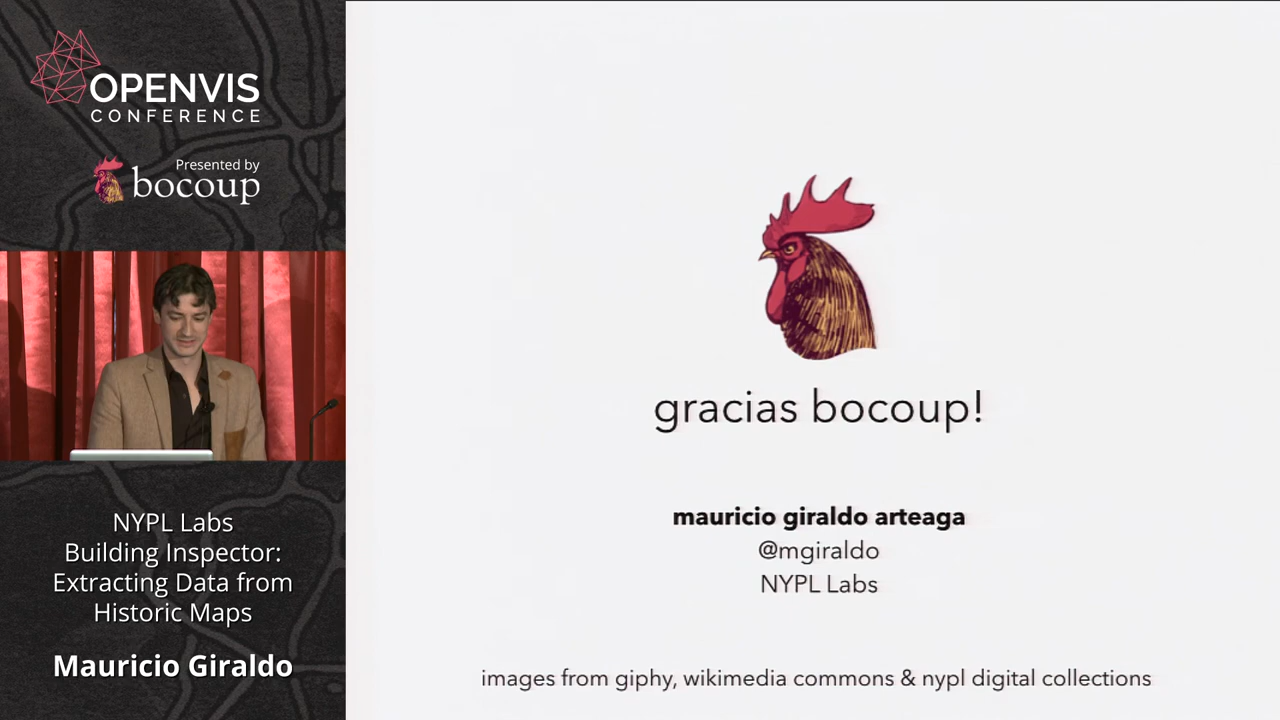 OPENVIS
CONFERENCE
Presented by
bocoup
NYPL Labs
Building Inspector:
Extracting Data from
Historic Maps
Mauricio Giraldo
gracias bocoup!
mauricio giraldo arteaga
@mgiraldo
NYPL Labs
images from giphy, wikimedia commons & nypl digital collections